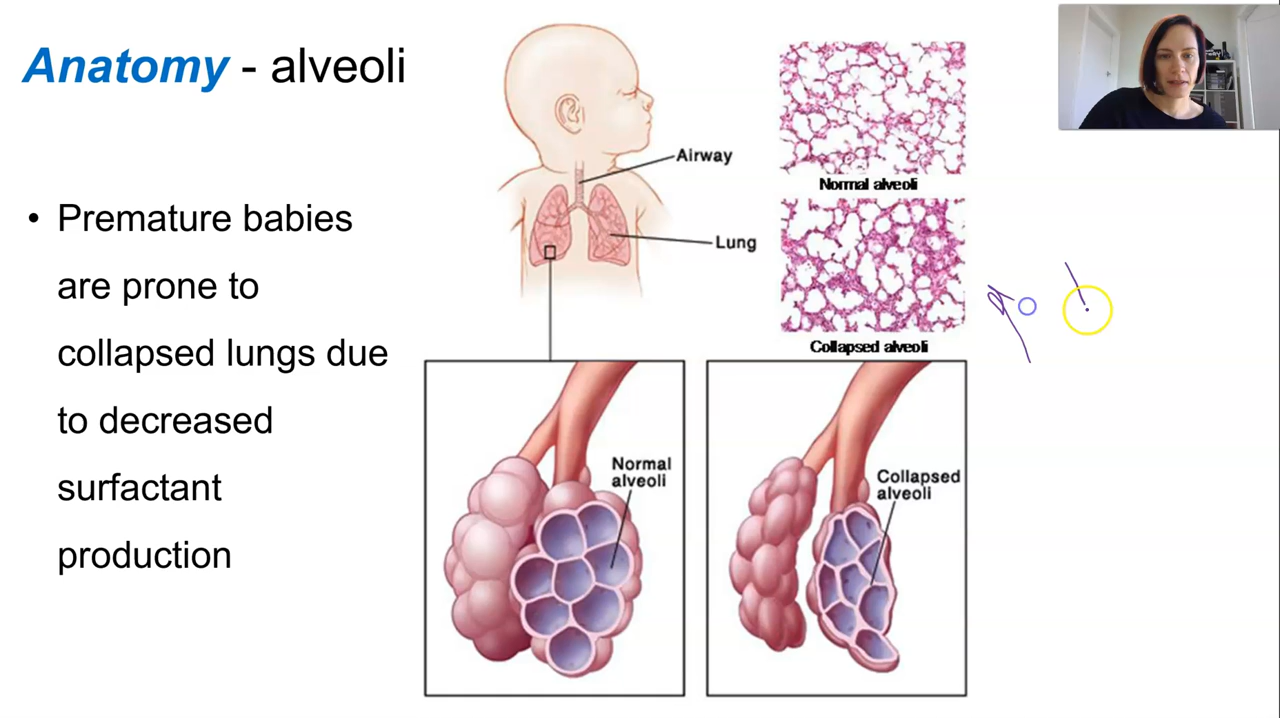 Anatomy - alveoli
• Premature babies
are prone to
collapsed lungs due
to decreased
surfactant
production
Airway
Lung
Normal alveoli
Collapsed alveoli
Normal
alveoli
Collapsed
alveoli